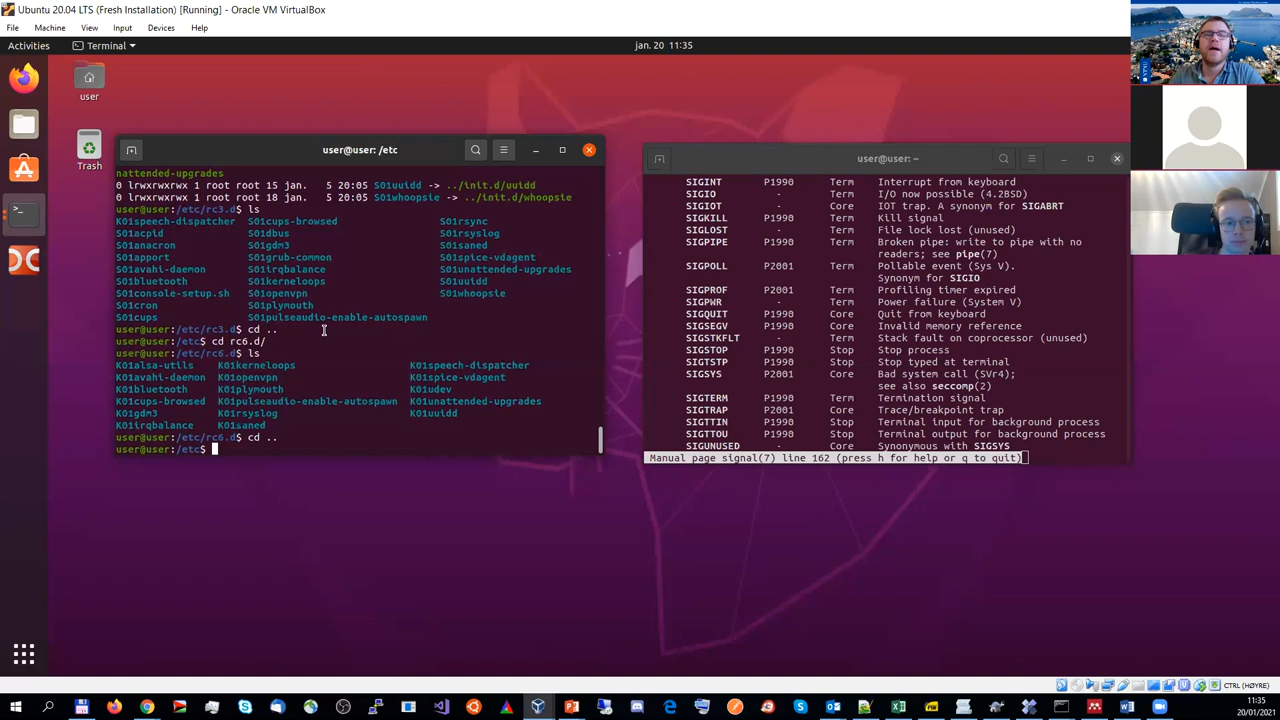 Ubuntu 20.04 LTS (Fresh Installation) [Running] - Oracle VM VirtualBox
File Machine View Input Devices Help
Activities Terminal jan. 20 11:35
user
Trash
user@user: /etc
nattended-upgrades
0 lrwxrwxrwx 1 root root 15 jan.   5 20:05 S01uuidd -> ../init.d/uuidd
0 lrwxrwxrwx 1 root root 18 jan.   5 20:05 S01whoopsie -> ../init.d/whoopsie
user@user:/etc/rc3.d$ ls
K01speech-dispatcher S01cups-browsed S01rsync
S01acpid S01dbus S01rsyslog
S01anacron S01gdm3 S01saned
S01apport S01grub-common S01spice-vdagent
S01avahi-daemon S01irqbalance S01unattended-upgrades
S01bluetooth S01kerneloops S01uuidd
S01console-setup.sh S01openvpn S01whoopsie
S01cron S01plymouth
S01cups S01pulseaudio-enable-autospawn
user@user:/etc/rc3.d$ cd ..
user@user:/etc$ cd rc6.d/
user@user:/etc/rc6.d$ ls
K01alsa-utils K01kerneloops K01speech-dispatcher
K01avahi-daemon K01openvpn K01spice-vdagent
K01bluetooth K01plymouth K01udev
K01cups-browsed K01pulseaudio-enable-autospawn K01unattended-upgrades
K01gdm3 K01rsyslog K01uuidd
K01irqbalance K01saned
user@user:/etc/rc6.d$ cd ..
user@user:/etc$
user@user: ~
SIGINT P1990 Term Interrupt from keyboard
SIGIO - Term I/O now possible (4.2BSD)
SIGIOT - Core IOT trap. A synonym for SIGABRT
SIGKILL P1990 Term Kill signal
SIGLOST - Term File lock lost (unused)
SIGPIPE P1990 Term Broken pipe: write to pipe with no
readers; see pipe(7)
SIGPOLL P2001 Term Pollable event (Sys V).
Synonym for SIGIO
SIGPROF P2001 Term Profiling timer expired
SIGPWR - Term Power failure (System V)
SIGQUIT P1990 Core Quit from keyboard
SIGSEGV P1990 Core Invalid memory reference
SIGSTKFLT - Term Stack fault on coprocessor (unused)
SIGSTOP P1990 Stop Stop process
SIGTSTP P1990 Stop Stop typed at terminal
SIGSYS P2001 Core Bad system call (SVr4);
see also seccomp(2)
SIGTERM P1990 Term Termination signal
SIGTRAP P2001 Core Trace/breakpoint trap
SIGTTIN P1990 Stop Terminal input for background process
SIGTTOU P1990 Stop Terminal output for background process
SIGUNUSED - Core Synonymous with SIGSYS
Manual page signal(7) line 162 (press h for help or q to quit)
NTNU
CTRL (HØYRE)
11:35
20/01/2021